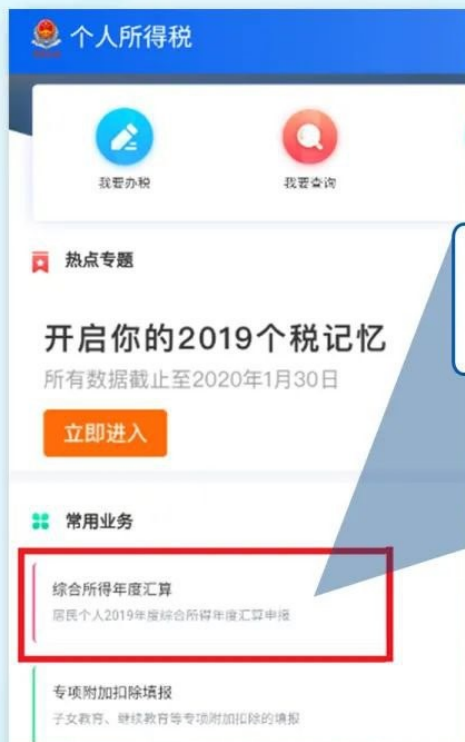 个人所得税
我要办税
我要查询
热点专题
开启你的2019个税记忆
所有数据截止至2020年1月30日
立即进入
常用业务
综合所得年度汇算
居民个人2019年度综合所得年度汇算申报
专项附加扣除填报
子女教育、继续教育等专项附加扣除的填报